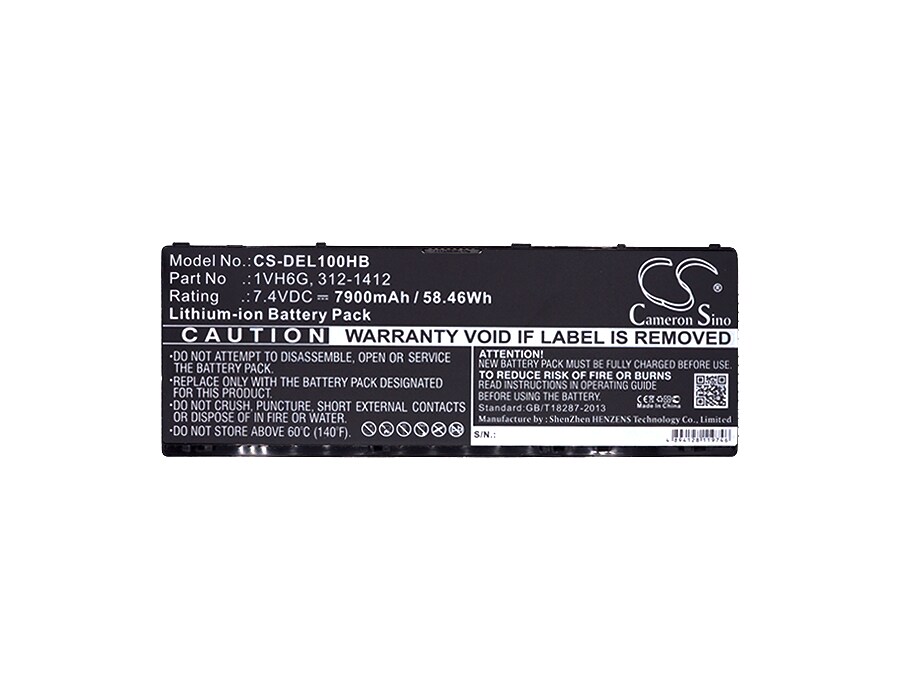 Model No.:CS-DEL100HB
Part No .:1VH6G, 312-1412
Rating .:7.4VDC ⎓ 7900mAh / 58.46Wh
Lithium-ion Battery Pack
CS
Cameron Sino
CAUTION WARRANTY VOID IF LABEL IS REMOVED
•DO NOT ATTEMPT TO DISASSEMBLE, OPEN OR SERVICE
THE BATTERY PACK.
•REPLACE ONLY WITH THE BATTERY PACK DESIGNATED
FOR THIS PRODUCT.
•DO NOT CRUSH, PUNCTURE, SHORT EXTERNAL CONTACTS
OR DISPOSE OF IN FIRE OR WATER.
•DO NOT STORE ABOVE 60°C (140°F).
ATTENTION!
NEW BATTERY PACK MUST BE FULLY CHARGED BEFORE USE.
TO REDUCE RISK OF FIRE OR BURNS
READ INSTRUCTIONS IN OPERATING GUIDE
BEFORE USING THE BATTERY PACK.
Standard:GB/T18287-2013
Made In China
Manufacture by : ShenZhen HENZENS Technology Co., Limited
S/N.:
4894128119746